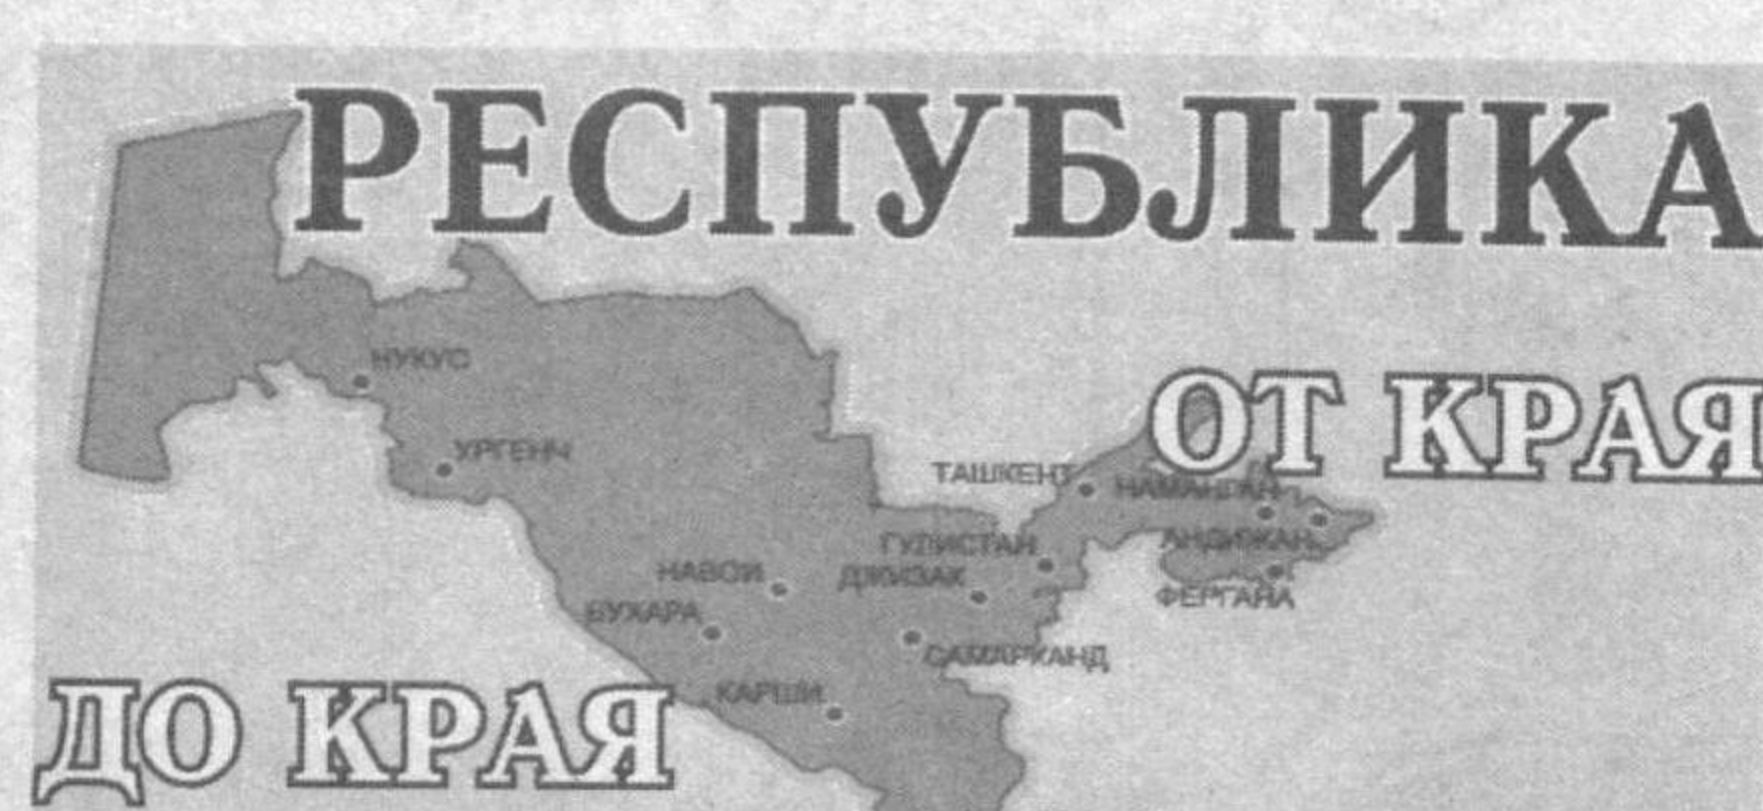 РЕСПУБЛИКА
ОТ КРАЯ
ДО КРАЯ
НУКУС
УРГЕНЧ
ТАШКЕНТ
НАМАНГАН
ГУЛИСТАН
АНДИЖАН
НАВОИ
ДЖИЗАК
ФЕРГАНА
БУХАРА
САМАРКАНД
КАРШИ